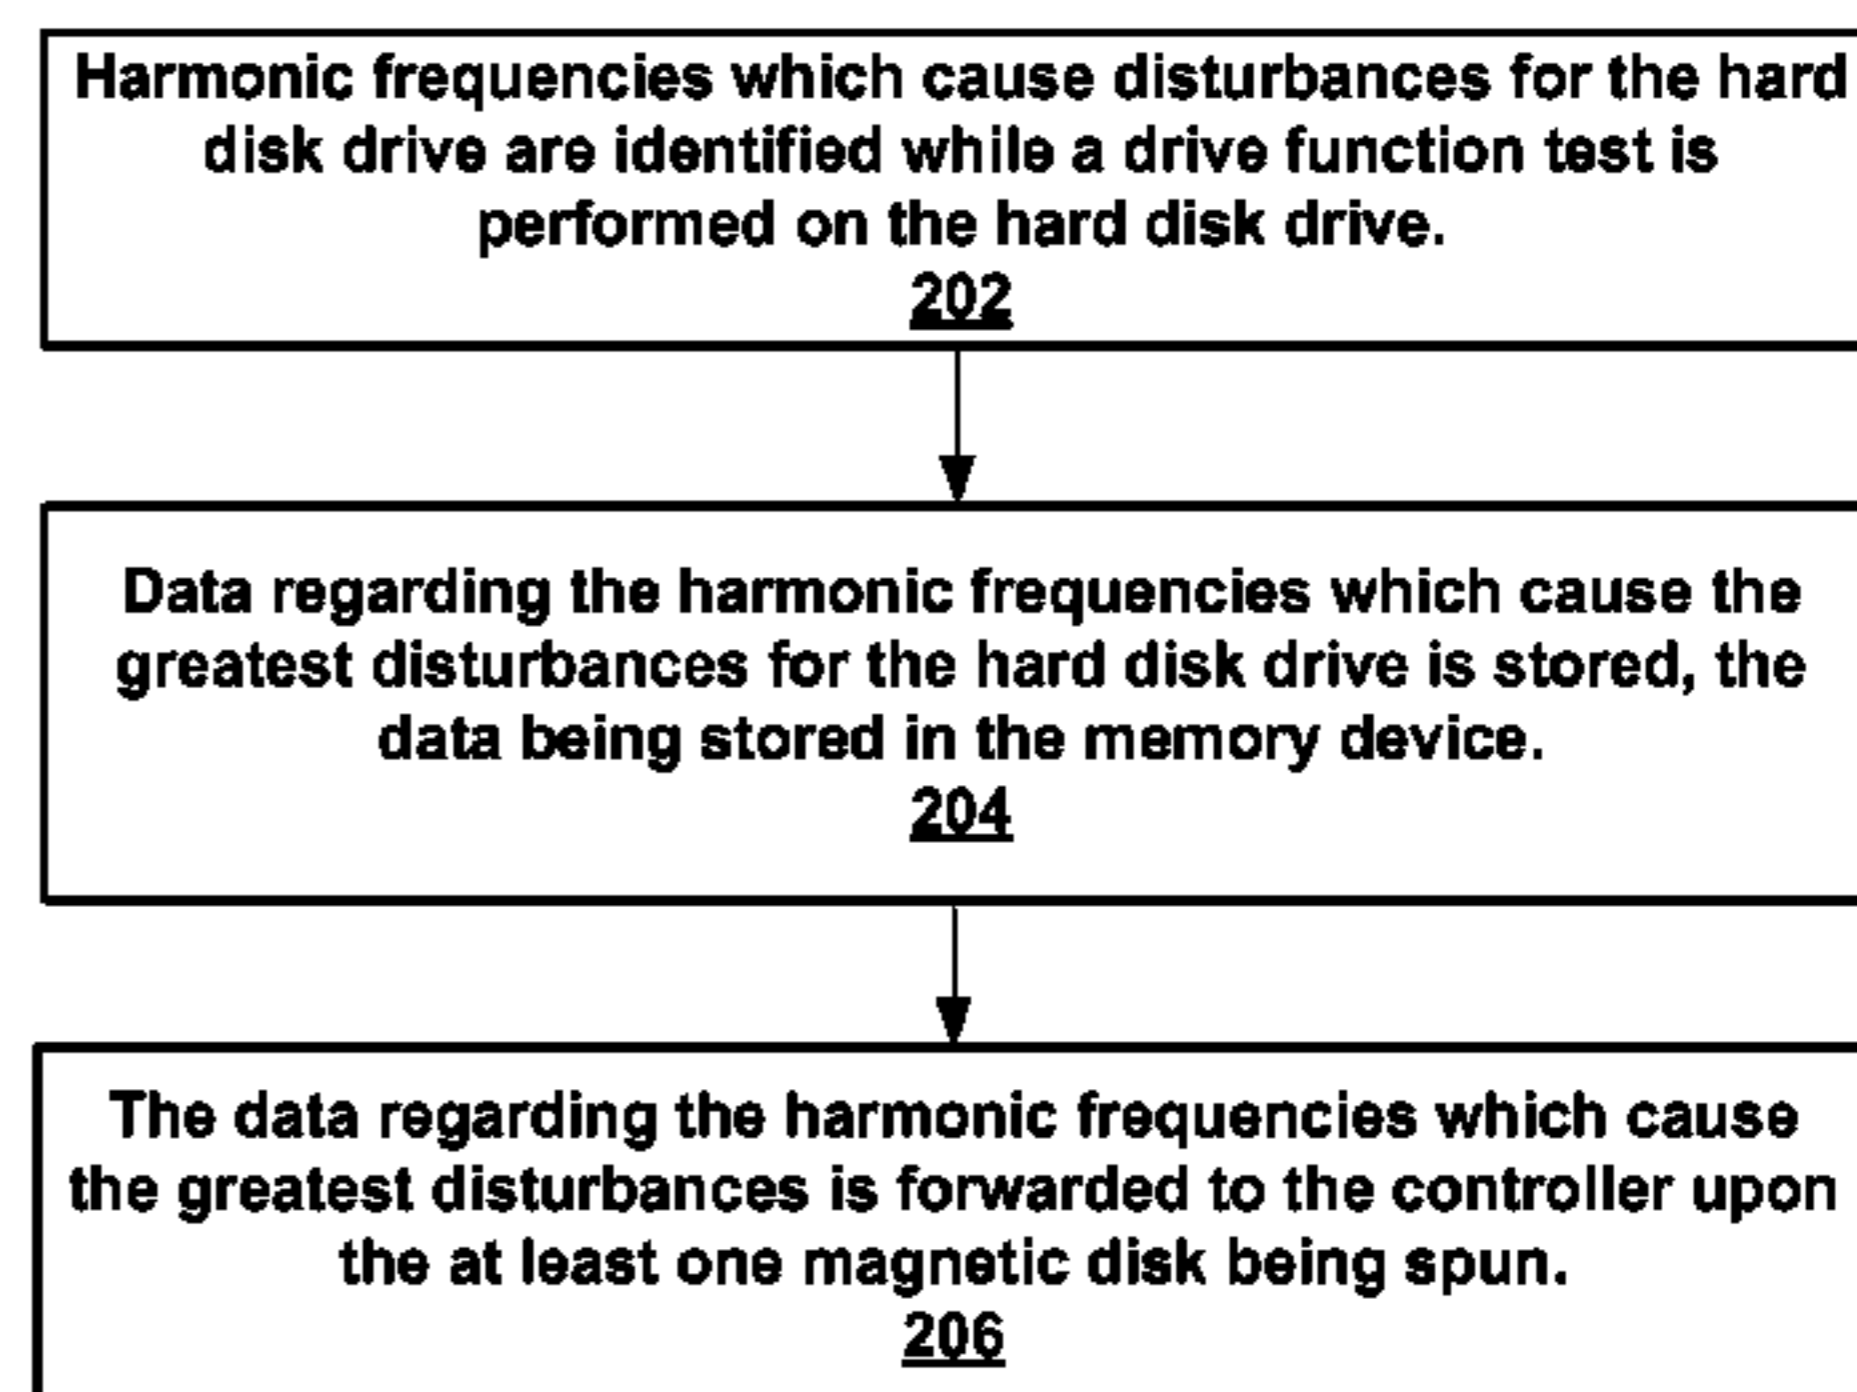 Harmonic frequencies which cause disturbances for the hard
disk drive are identified while a drive function test is
performed on the hard disk drive.
202
Data regarding the harmonic frequencies which cause the
greatest disturbances for the hard disk drive is stored, the
data being stored in the memory device.
204
The data regarding the harmonic frequencies which cause
the greatest disturbances is forwarded to the controller upon
the at least one magnetic disk being spun.
206